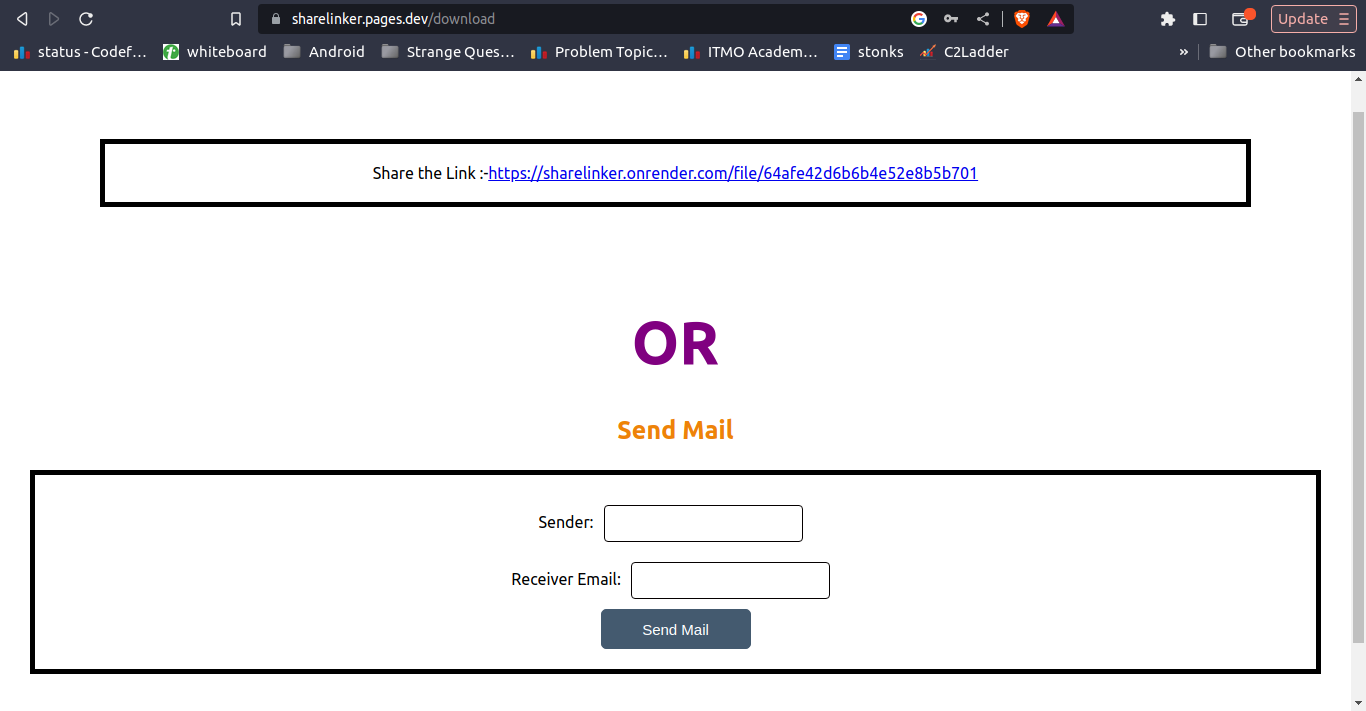 sharelinker.pages.dev/download
Update
status - Codef...
whiteboard
Android
Strange Ques...
Problem Topic...
ITMO Academ...
stonks
C2Ladder
»
Other bookmarks
Share the Link :-https://sharelinker.onrender.com/file/64afe42d6b6b4e52e8b5b701
OR
Send Mail
Sender:
Receiver Email:
Send Mail